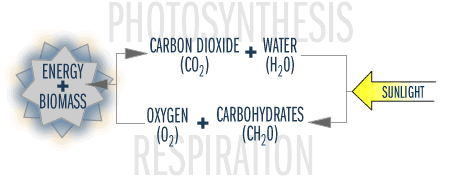 PHOTOSYNTHESIS
CARBON DIOXIDE + WATER
(CO₂) (H₂O)
ENERGY
+
BIOMASS
SUNLIGHT
OXYGEN + CARBOHYDRATES
(O₂) (CH₂O)
RESPIRATION